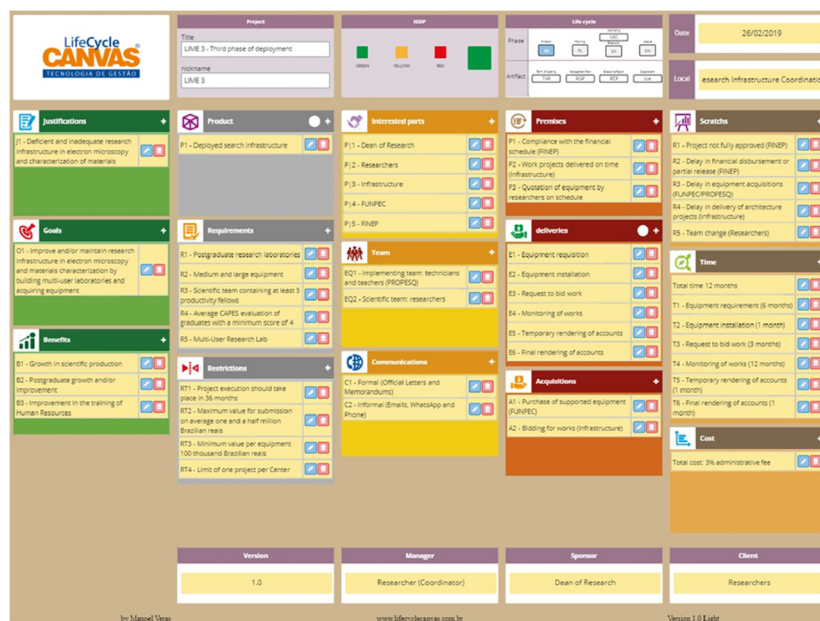 LifeCycle
CANVAS®
TECNOLOGIA DE GESTÃO
Project
Title
LIME 3 - Third phase of deployment
nickname
LIME 3
IGDP
GREEN
YELLOW
RED
Life cycle
Phase
Artifact
Date
26/02/2019
Local
esearch Infrastructure Coordinatio
Justifications
J1 - Deficient and inadequate research
infrastructure in electron microscopy
and characterization of materials
Goals
O1 - Improve and/or maintain research
infrastructure in electron microscopy
and materials characterization by
building multi-user laboratories and
acquiring equipment
Benefits
B1 - Growth in scientific production
B2 - Postgraduate growth and/or
improvement
B3 - Improvement in the training of
Human Resources
Product
P1 - Deployed search infrastructure
Requirements
R1 - Postgraduate research laboratories
R2 - Medium and large equipment
R3 - Scientific team containing at least 5
productivity fellows
R4 - Average CAPES evaluation of
graduates with a minimum score of 4
R5 - Multi-User Research Lab
Restrictions
RT1 - Project execution should take
place in 36 months
RT2 - Maximum value for submission
on average one and a half million
Brazilian reais
RT3 - Minimum value per equipment
100 thousand Brazilian reais
RT4 - Limit of one project per Center
Interested parts
P|1 - Dean of Research
P|2 - Researchers
P|3 - Infrastructure
P|4 - FUNPEC
P|5 - FINEP
Team
EQ1 - Implementing team: technicians
and teachers (PROPESQ)
EQ2 - Scientific team: researchers
Communications
C1 - Formal (Official Letters and
Memorandums)
C2 - Informal (Emails, WhatsApp and
Phone)
Premises
P1 - Compliance with the financial
schedule (FINEP)
P2 - Work projects delivered on time
(Infrastructure)
P3 - Quotation of equipment by
researchers on schedule
deliveries
E1 - Equipment requisition
E2 - Equipment installation
E3 - Request to bid work
E4 - Monitoring of works
E5 - Temporary rendering of accounts
E6 - Final rendering of accounts
Acquisitions
A1 - Purchase of supported equipment
(FUNPEC)
A2 - Bidding for works (Infrastructure)
Scratchs
R1 - Project not fully approved (FINEP)
R2 - Delay in financial disbursement or
partial release (FINEP)
R3 - Delay in equipment acquisitions
(FUNPEC/PROPESQ)
R4 - Delay in delivery of architecture
projects (Infrastructure)
R5 - Team change (Researchers)
Time
Total time 12 months
T1 - Equipment requirement (6 months)
T2 - Equipment installation (1 month)
T3 - Request to bid work (3 months)
T4 - Monitoring of works (12 months)
T5 - Temporary rendering of accounts
(1 month)
T6 - Final rendering of accounts (1
month)
Cost
Total cost: 3% administrative fee
Version
1.0
Manager
Researcher (Coordinator)
Sponsor
Dean of Research
Client
Researchers
by Manoel Veras
www.lifecyclecanvas.com.br
Version 1.0 Light